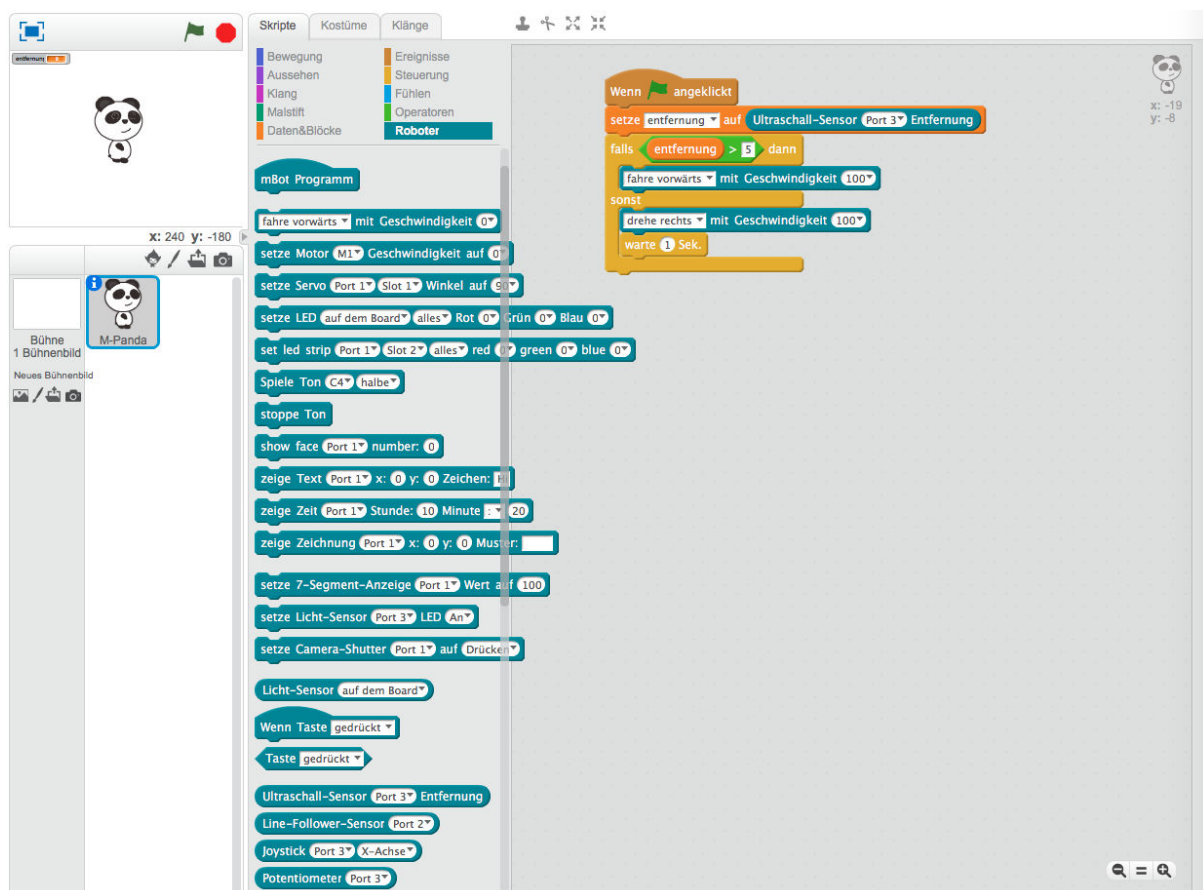 Skripte Kostüme Klänge
entfernung
Bewegung Ereignisse
Aussehen Steuerung
Klang Fühlen
Malstift Operatoren
Daten&Blöcke Roboter
mBot Programm
fahre vorwärts mit Geschwindigkeit 0
setze Motor M1 Geschwindigkeit auf 0
setze Servo Port 1 Slot 1 Winkel auf 90
setze LED auf dem Board alles Rot 0 Grün 0 Blau 0
set led strip Port 1 Slot 2 alles red 0 green 0 blue 0
Spiele Ton C4 halbe
stoppe Ton
show face Port 1 number: 0
zeige Text Port 1 x: 0 y: 0 Zeichen: Hi
zeige Zeit Port 1 Stunde: 10 Minute : 20
zeige Zeichnung Port 1 x: 0 y: 0 Muster:
setze 7-Segment-Anzeige Port 1 Wert auf 100
setze Licht-Sensor Port 3 LED An
setze Camera-Shutter Port 1 auf Drücken
Licht-Sensor auf dem Board
Wenn Taste gedrückt
Taste gedrückt
Ultraschall-Sensor Port 3 Entfernung
Line-Follower-Sensor Port 2
Joystick Port 3 X-Achse
Potentiometer Port 3
Wenn angeklickt
setze entfernung auf Ultraschall-Sensor Port 3 Entfernung
falls entfernung > 5 dann
fahre vorwärts mit Geschwindigkeit 100
sonst
drehe rechts mit Geschwindigkeit 100
warte 1 Sek.
x: -19
y: -8
x: 240 y: -180
Bühne
1 Bühnenbild
M-Panda
Neues Bühnenbild